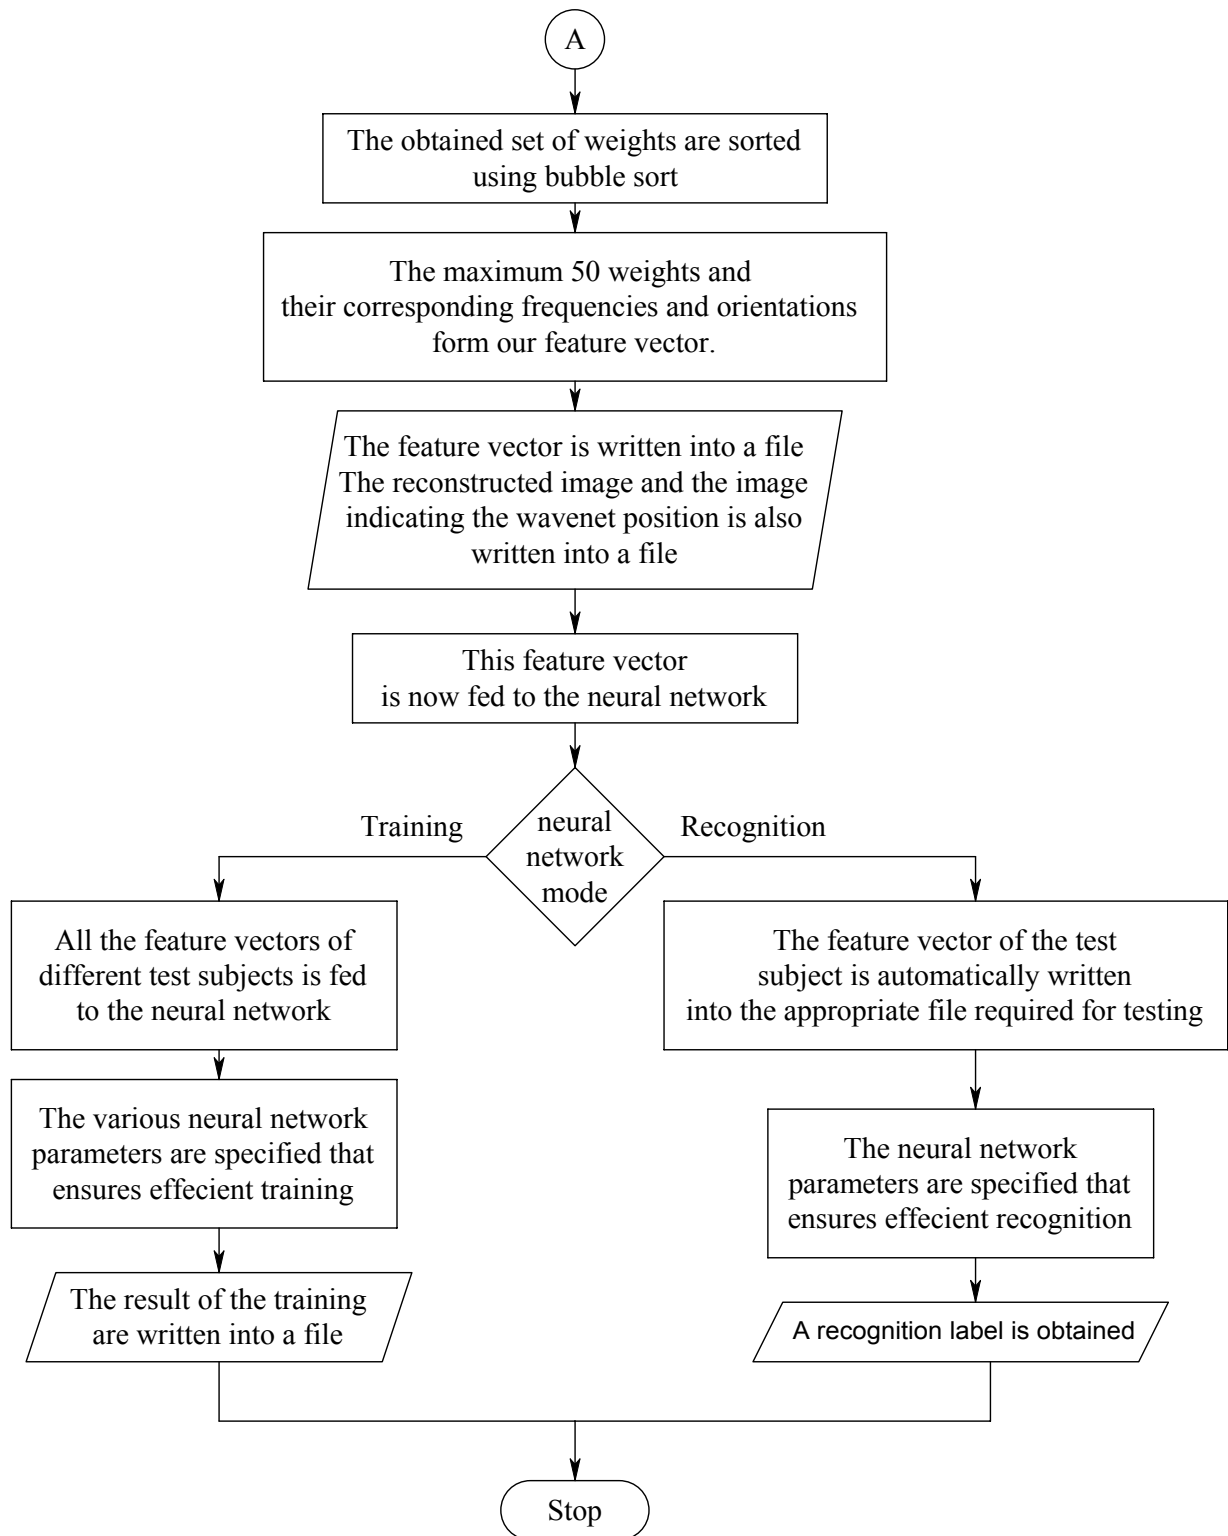 A
The obtained set of weights are sorted
using bubble sort
The maximum 50 weights and
their corresponding frequencies and orientations
form our feature vector.
The feature vector is written into a file
The reconstructed image and the image
indicating the wavenet position is also
written into a file
This feature vector
is now fed to the neural network
neural
network
mode
Training
Recognition
All the feature vectors of
different test subjects is fed
to the neural network
The various neural network
parameters are specified that
ensures effecient training
The result of the training
are written into a file
The feature vector of the test
subject is automatically written
into the appropriate file required for testing
The neural network
parameters are specified that
ensures effecient recognition
A recognition label is obtained
Stop